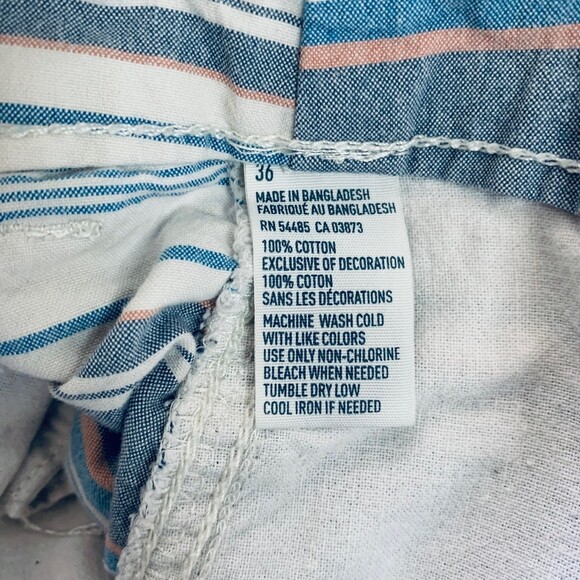 36
MADE IN BANGLADESH
FABRIQUÉ AU BANGLADESH
RN 54485 CA 03873
100% COTTON
EXCLUSIVE OF DECORATION
100% COTON
SANS LES DÉCORATIONS
MACHINE WASH COLD
WITH LIKE COLORS
USE ONLY NON-CHLORINE
BLEACH WHEN NEEDED
TUMBLE DRY LOW
COOL IRON IF NEEDED